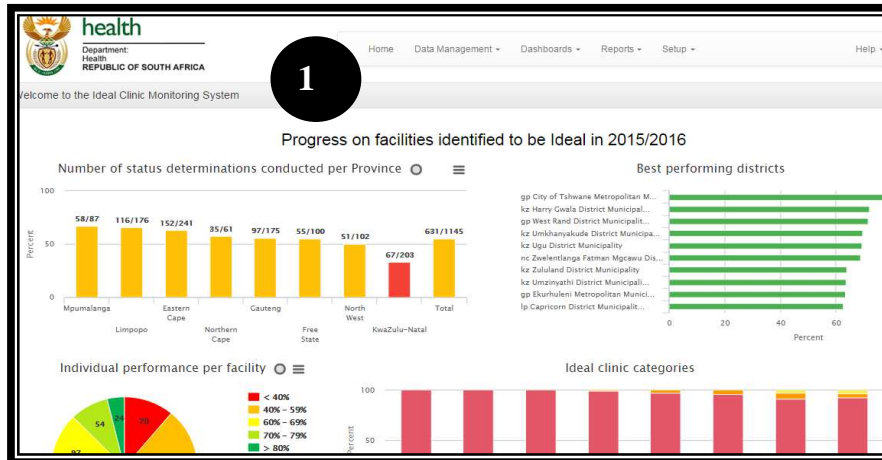 health
Department:
Health
REPUBLIC OF SOUTH AFRICA
1
Home Data Management Dashboards Reports Setup Help
Welcome to the Ideal Clinic Monitoring System
Progress on facilities identified to be Ideal in 2015/2016
Number of status determinations conducted per Province
100
50
0
Percent
58/87 116/176 152/241 35/61 97/175 55/100 51/102 67/203 631/1145
Mpumalanga Limpopo Eastern Cape Northern Cape Gauteng Free State North West KwaZulu-Natal Total
Best performing districts
gp City of Tshwane Metropolitan M...
kz Harry Gwala District Municipal...
gp West Rand District Municipalit...
kz Umkhanyakude District Municipa...
kz Ugu District Municipality
nc Zwelentlanga Fatman Mgcawu Dis...
kz Zululand District Municipality
kz Umzinyathi District Municipali...
gp Ekurhuleni Metropolitan Munici...
lp Capricorn District Municipalit...
0 20 40 60
Percent
Individual performance per facility
54 24 70
97
< 40%
40% - 59%
60% - 69%
70% - 79%
> 80%
Ideal clinic categories
100
50
Percent